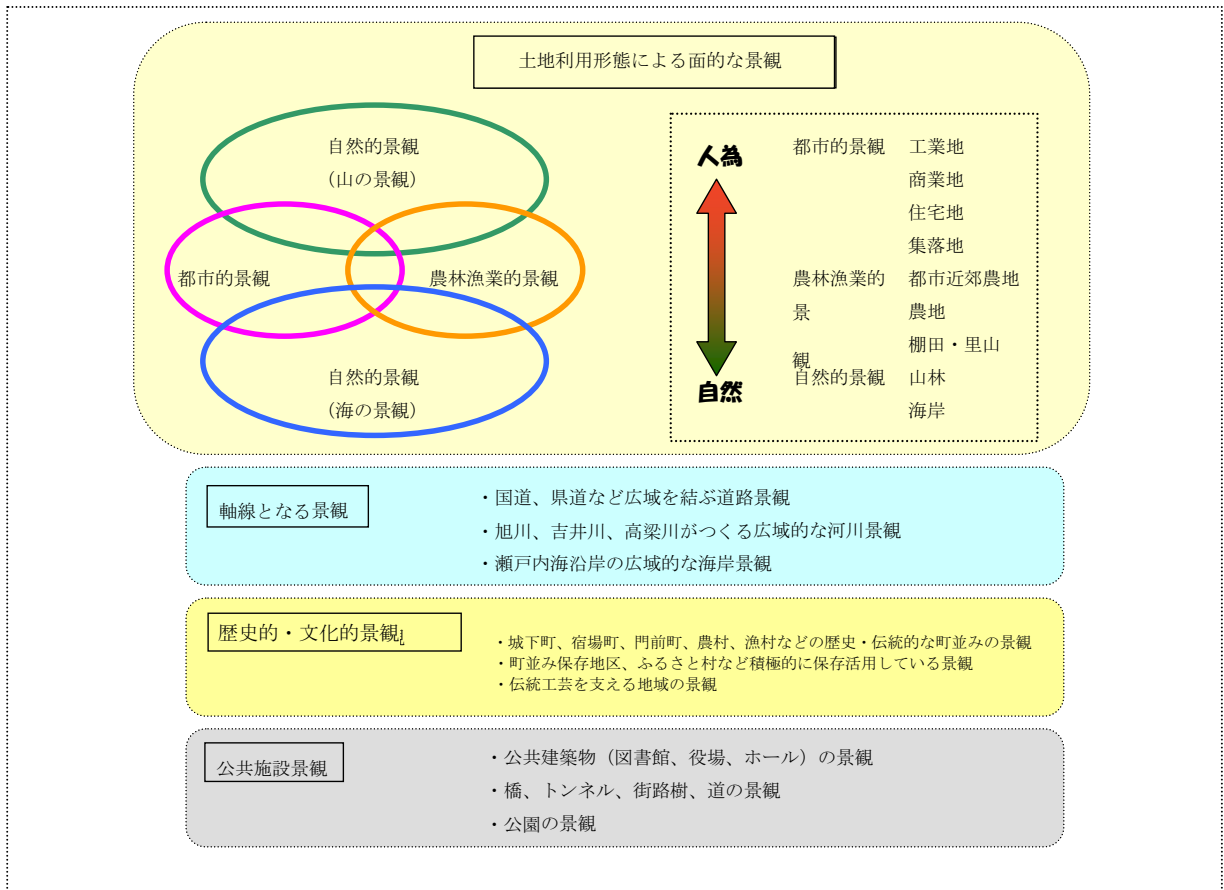 土地利用形態による面的な景観
自然的景観
（山の景観）
都市的景観
農林漁業的景観
自然的景観
（海の景観）
人為
自然
都市的景観 工業地
商業地
住宅地
集落地
農林漁業的 都市近郊農地
景 農地
棚田・里山
観
自然的景観 山林
海岸
軸線となる景観
・国道、県道など広域を結ぶ道路景観
・旭川、吉井川、高梁川がつくる広域的な河川景観
・瀬戸内海沿岸の広域的な海岸景観
歴史的・文化的景観
・城下町、宿場町、門前町、農村、漁村などの歴史・伝統的な町並みの景観
・町並み保存地区、ふるさと村など積極的に保存活用している景観
・伝統工芸を支える地域の景観
公共施設景観
・公共建築物（図書館、役場、ホール）の景観
・橋、トンネル、街路樹、道の景観
・公園の景観